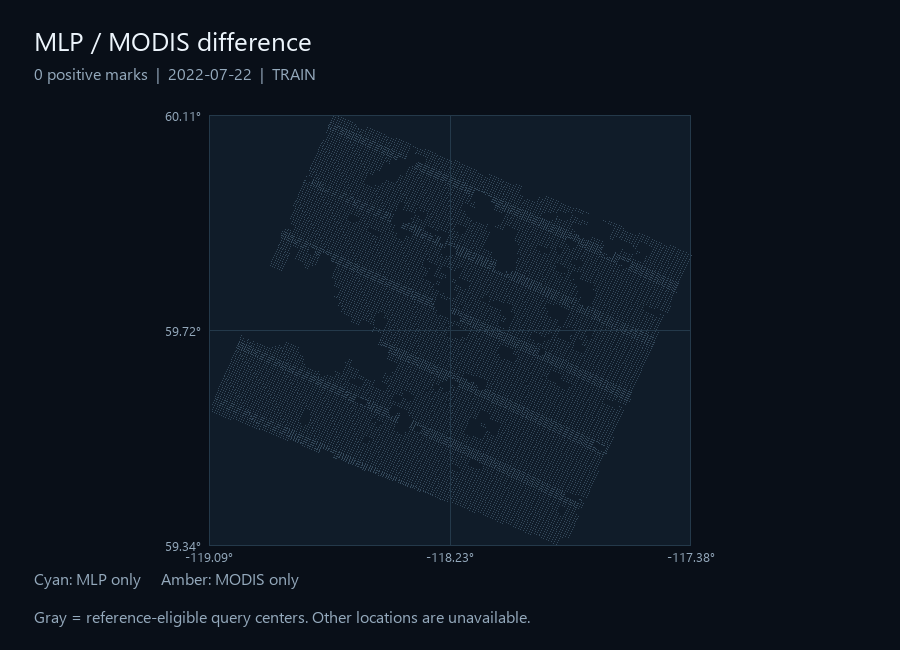 MLP / MODIS difference
0 positive marks | 2022-07-22 | TRAIN
60.11°
59.72°
59.34°
-119.09° -118.23° -117.38°
Cyan: MLP only Amber: MODIS only
Gray = reference-eligible query centers. Other locations are unavailable.